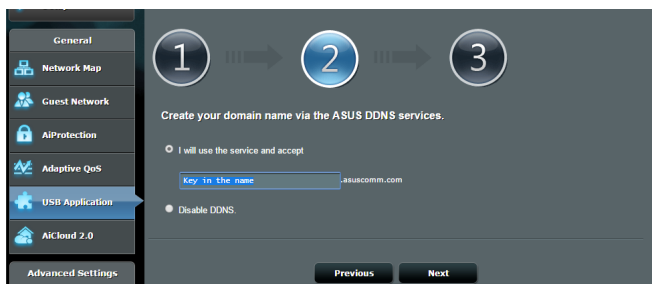 General
Network Map
Guest Network
AiProtection
Adaptive QoS
USB Application
AiCloud 2.0
Advanced Settings
1
2
3
Create your domain name via the ASUS DDNS services.
I will use the service and accept
Key in the name .asuscomm.com
Disable DDNS.
Previous Next